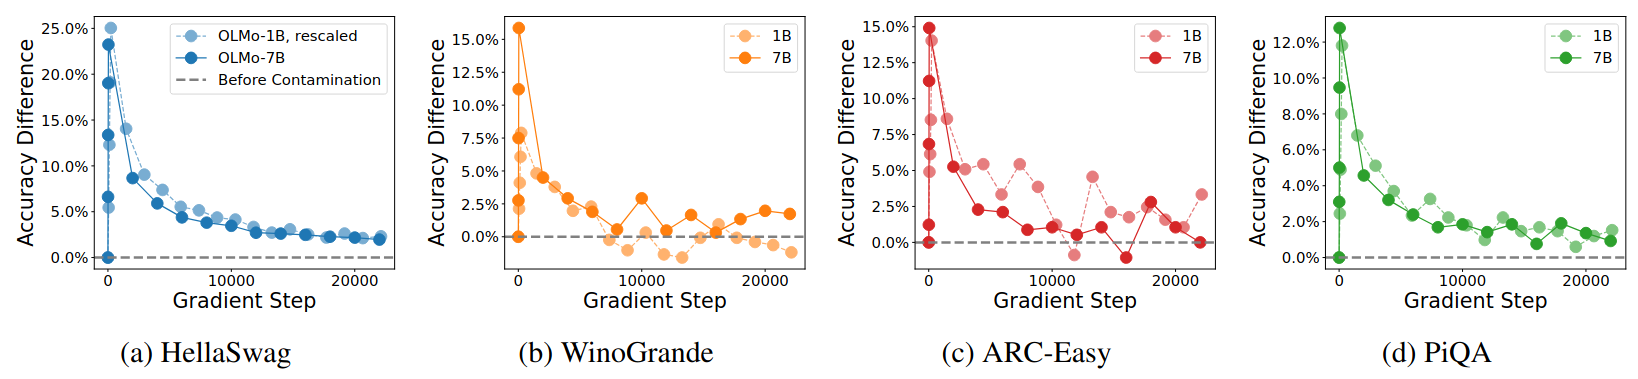 25.0%
20.0%
15.0%
10.0%
5.0%
0.0%
Accuracy Difference
OLMo-1B, rescaled
OLMo-7B
Before Contamination
0 10000 20000
Gradient Step
(a) HellaSwag
15.0%
12.5%
10.0%
7.5%
5.0%
2.5%
0.0%
Accuracy Difference
1B
7B
0 10000 20000
Gradient Step
(b) WinoGrande
15.0%
12.5%
10.0%
7.5%
5.0%
2.5%
0.0%
Accuracy Difference
1B
7B
0 10000 20000
Gradient Step
(c) ARC-Easy
12.0%
10.0%
8.0%
6.0%
4.0%
2.0%
0.0%
Accuracy Difference
1B
7B
0 10000 20000
Gradient Step
(d) PiQA